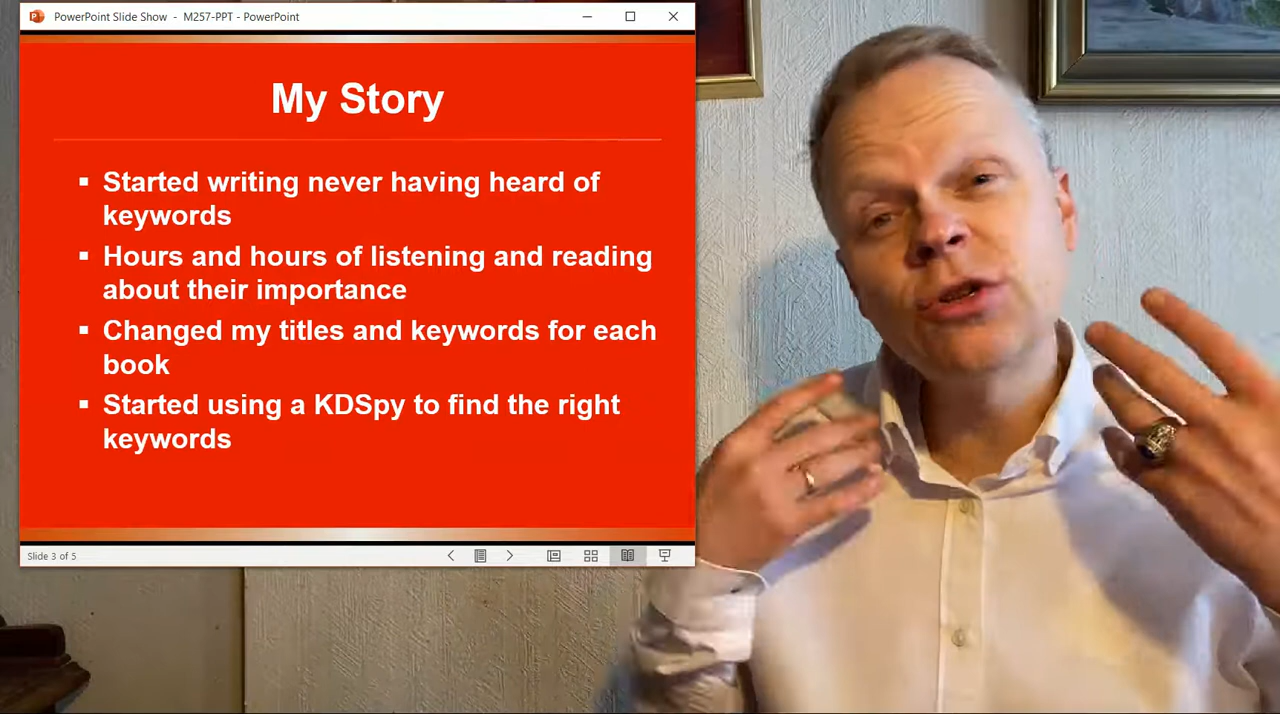 PowerPoint Slide Show - M257-PPT - PowerPoint
My Story
Started writing never having heard of
keywords
Hours and hours of listening and reading
about their importance
Changed my titles and keywords for each
book
Started using a KDSpy to find the right
keywords
Slide 3 of 5